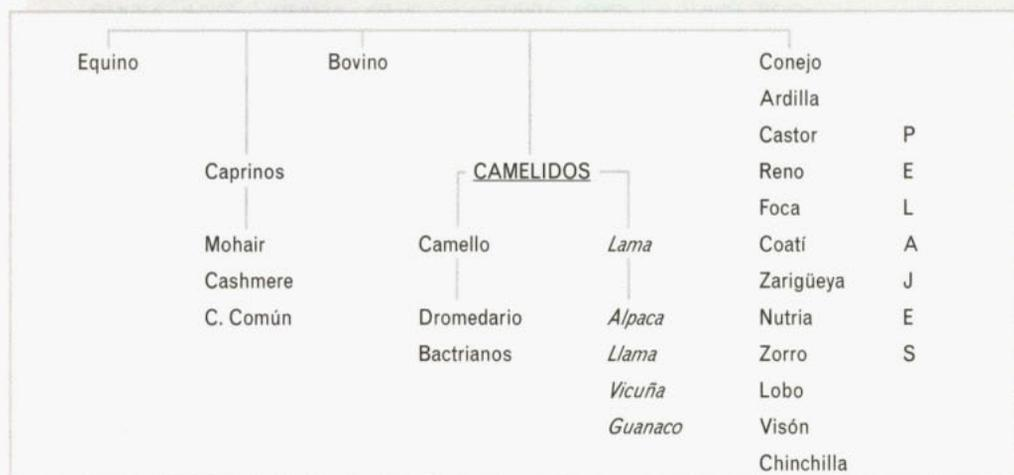 Equino Bovino Conejo
Ardilla
Castor P
Caprinos CAMELIDOS Reno E
Foca L
Mohair Camello Lama Coatí A
Cashmere Zarigüeya J
C. Común Dromedario Alpaca Nutria E
Bactrianos Llama Zorro S
Vicuña Lobo
Guanaco Visón
Chinchilla